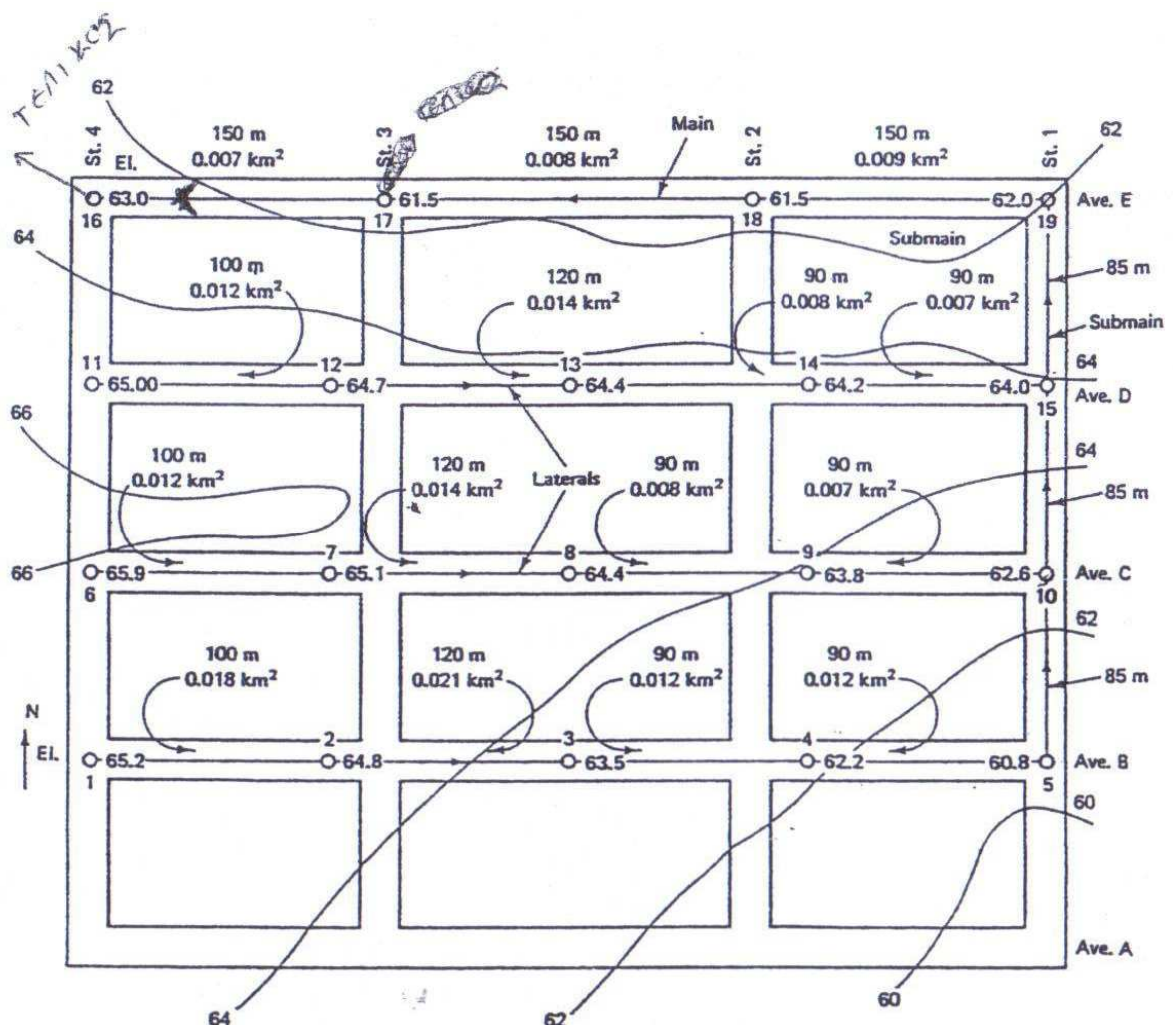 τελικος
62
St. 4
150 m
0.007 km²
St. 3
150 m
0.008 km²
Main
St. 2
150 m
0.009 km²
St. 1
62
El.
63.0
61.5
61.5
62.0
Ave. E
16
17
18
19
64
Submain
100 m
0.012 km²
120 m
0.014 km²
90 m
0.008 km²
90 m
0.007 km²
85 m
Submain
11
12
13
14
64
65.00
64.7
64.4
64.2
64.0
15
Ave. D
66
100 m
0.012 km²
120 m
0.014 km²
Laterals
90 m
0.008 km²
90 m
0.007 km²
64
85 m
7
8
9
66
65.9
65.1
64.4
63.8
62.6
Ave. C
6
10
62
100 m
0.018 km²
120 m
0.021 km²
90 m
0.012 km²
90 m
0.012 km²
85 m
N
El.
2
3
4
65.2
64.8
63.5
62.2
60.8
Ave. B
1
5
60
Ave. A
64
62
60